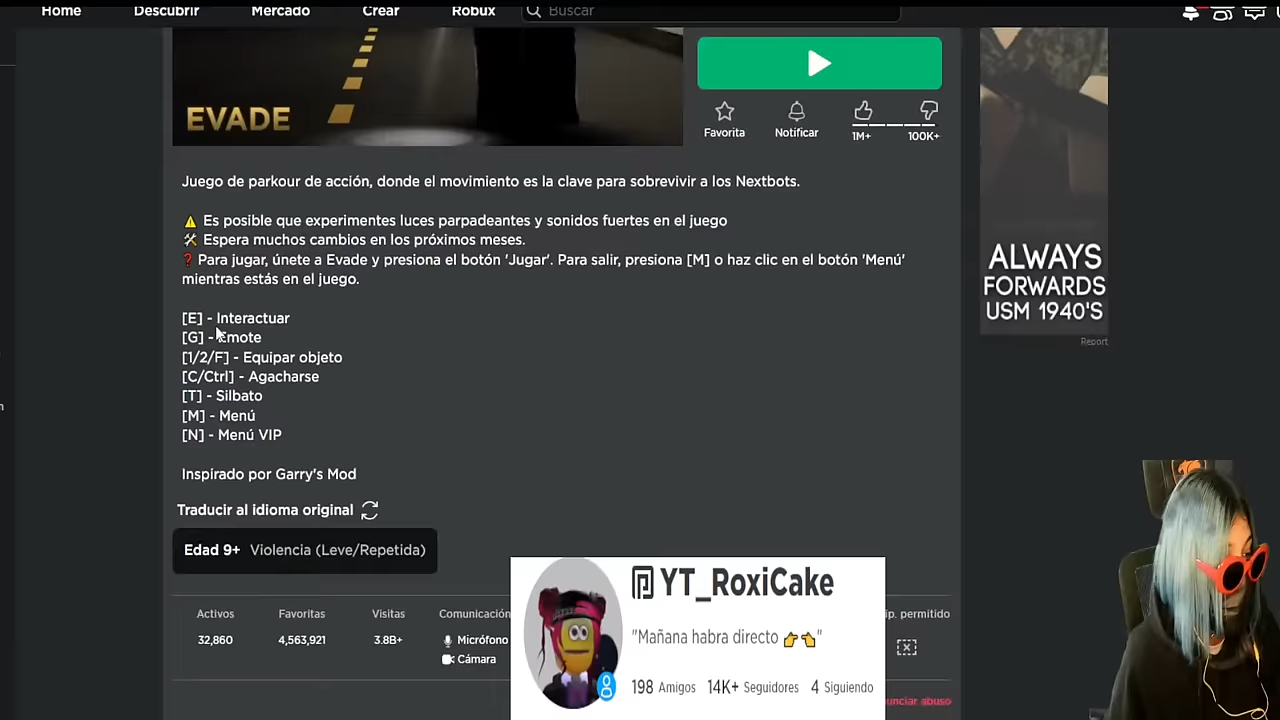 Home Descubrir Mercado Crear Robux Buscar
EVADE
Favorita Notificar 1M+ 100K+
Juego de parkour de acción, donde el movimiento es la clave para sobrevivir a los Nextbots.
⚠️ Es posible que experimentes luces parpadeantes y sonidos fuertes en el juego
🛠️ Espera muchos cambios en los próximos meses.
❓ Para jugar, únete a Evade y presiona el botón 'Jugar'. Para salir, presiona [M] o haz clic en el botón 'Menú'
mientras estás en el juego.
[E] - Interactuar
[G] - Emote
[1/2/F] - Equipar objeto
[C/Ctrl] - Agacharse
[T] - Silbato
[M] - Menú
[N] - Menú VIP
Inspirado por Garry's Mod
Traducir al idioma original
Edad 9+ Violencia (Leve/Repetida)
Activos Favoritas Visitas Comunicación ip. permitido
32,860 4,563,921 3.8B+ Micrófono
Cámara
unciar abuso
YT_RoxiCake
"Mañana habra directo 👉👈"
198 Amigos 14K+ Seguidores 4 Siguiendo
ALWAYS
FORWARDS
USM 1940'S
Report